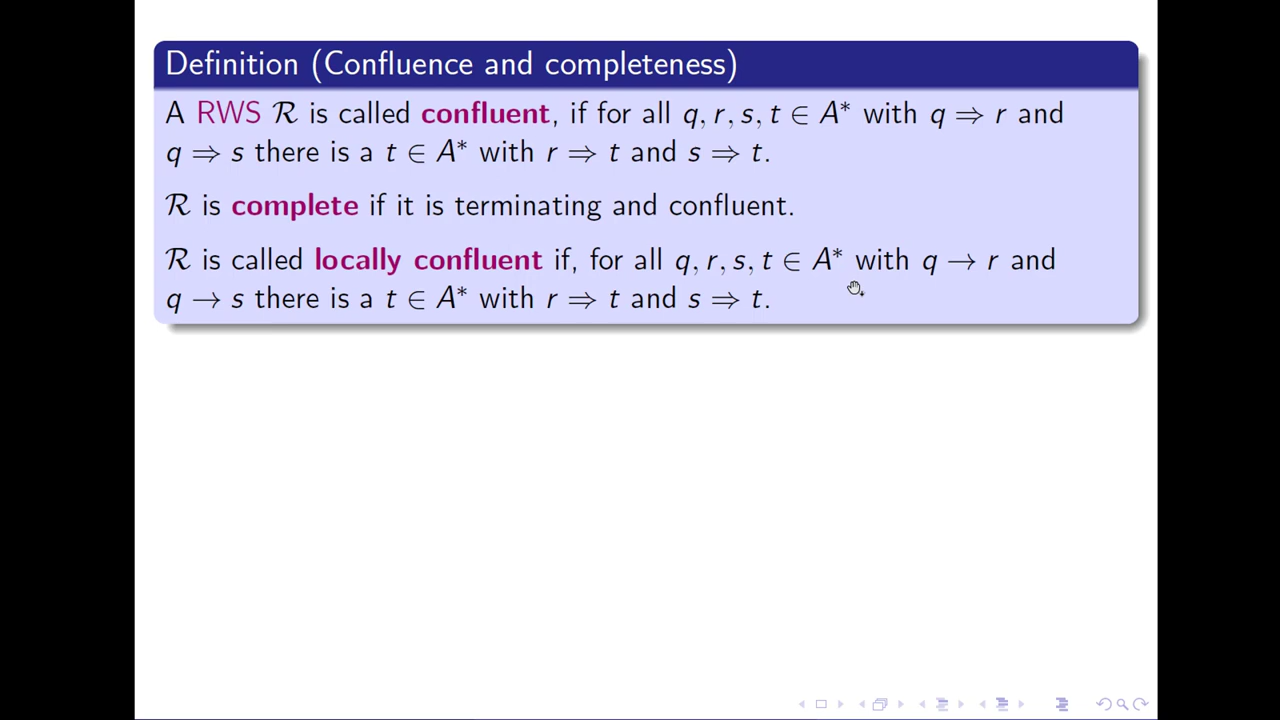 Definition (Confluence and completeness)
A RWS ℛ is called confluent, if for all q, r, s, t ∈ A* with q ⇒ r and
q ⇒ s there is a t ∈ A* with r ⇒ t and s ⇒ t.
ℛ is complete if it is terminating and confluent.
ℛ is called locally confluent if, for all q, r, s, t ∈ A* with q → r and
q → s there is a t ∈ A* with r ⇒ t and s ⇒ t.